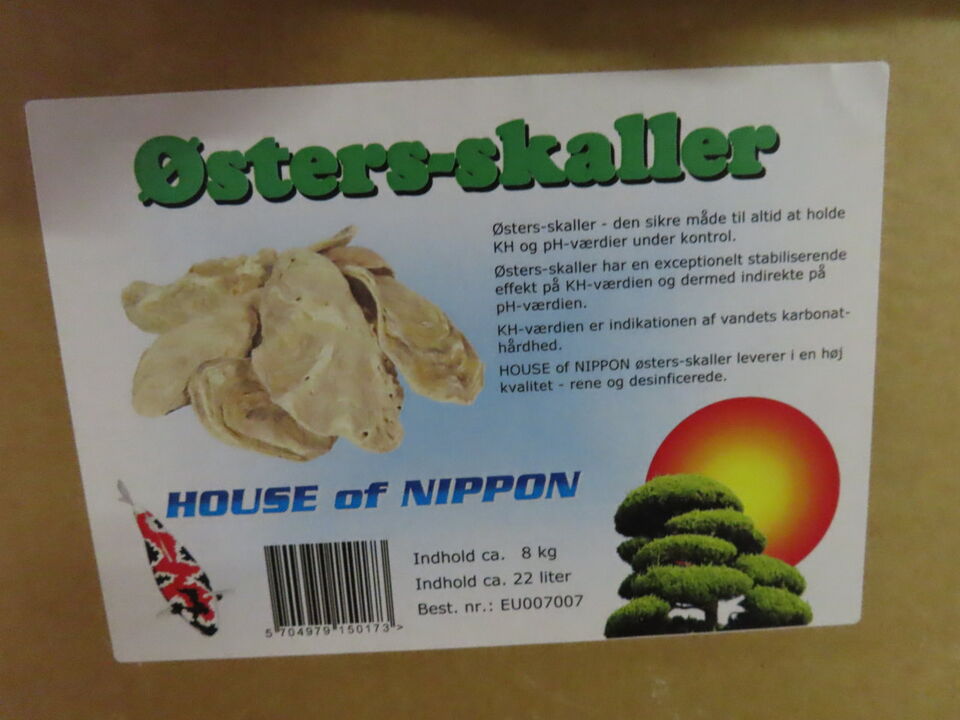 Østers-skaller
Østers-skaller - den sikre måde til altid at holde
KH og pH-værdier under kontrol.
Østers-skaller har en exceptionelt stabiliserende
effekt på KH-værdien og dermed indirekte på
pH-værdien.
KH-værdien er indikationen af vandets karbonat-
hårdhed.
HOUSE of NIPPON østers-skaller leverer i en høj
kvalitet - rene og desinficerede.
HOUSE of NIPPON
Indhold ca. 8 kg
Indhold ca. 22 liter
Best. nr.: EU007007
5 704979 150173 >